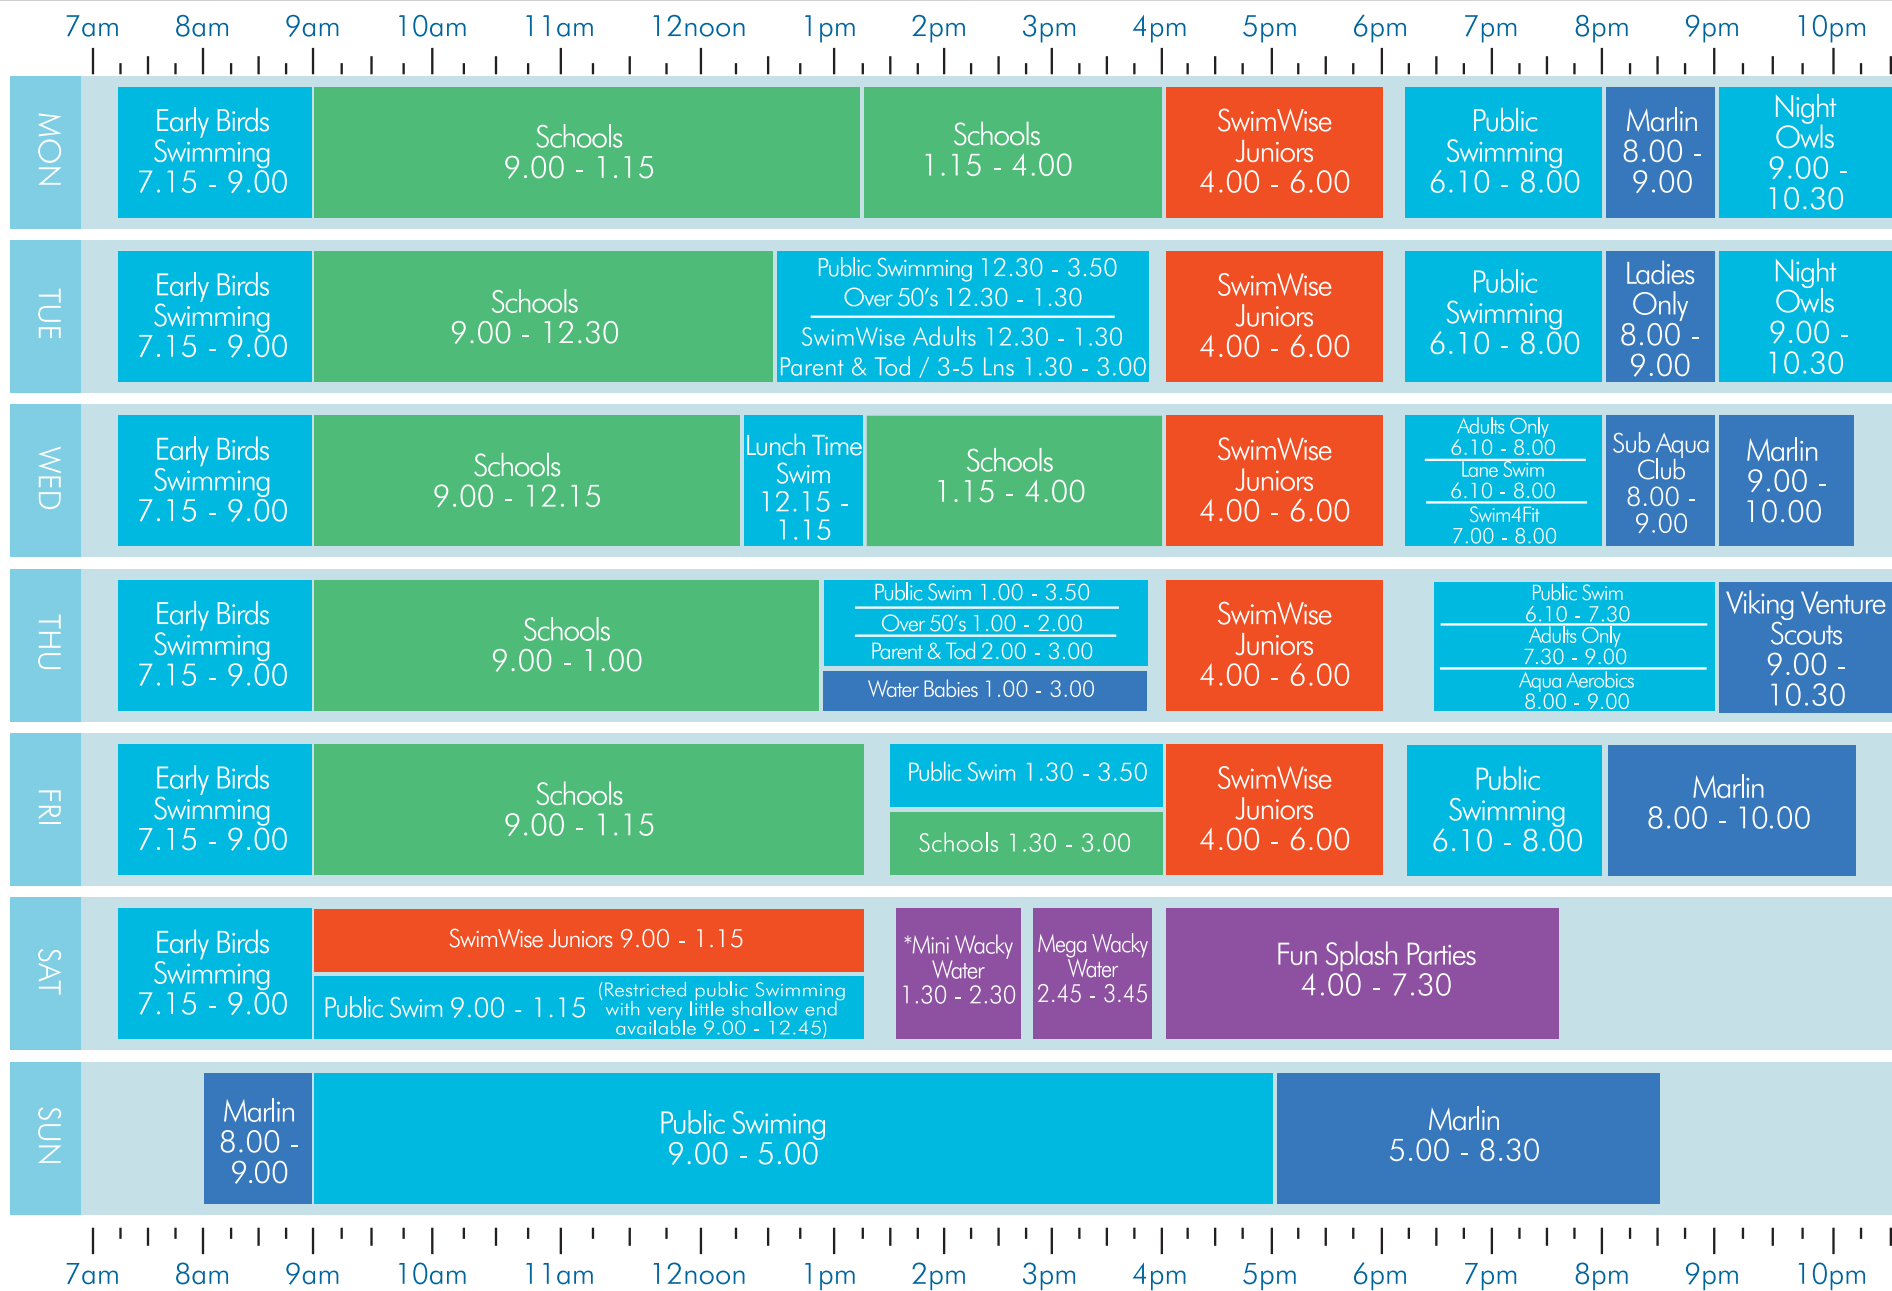 7am 8am 9am 10am 11am 12noon 1pm 2pm 3pm 4pm 5pm 6pm 7pm 8pm 9pm 10pm
MON
Early Birds
Swimming
7.15 - 9.00
Schools
9.00 - 1.15
Schools
1.15 - 4.00
SwimWise
Juniors
4.00 - 6.00
Public
Swimming
6.10 - 8.00
Marlin
8.00 -
9.00
Night
Owls
9.00 -
10.30
TUE
Early Birds
Swimming
7.15 - 9.00
Schools
9.00 - 12.30
Public Swimming 12.30 - 3.50
Over 50's 12.30 - 1.30
SwimWise Adults 12.30 - 1.30
Parent & Tod / 3-5 Lns 1.30 - 3.00
SwimWise
Juniors
4.00 - 6.00
Public
Swimming
6.10 - 8.00
Ladies
Only
8.00 -
9.00
Night
Owls
9.00 -
10.30
WED
Early Birds
Swimming
7.15 - 9.00
Schools
9.00 - 12.15
Lunch Time
Swim
12.15 -
1.15
Schools
1.15 - 4.00
SwimWise
Juniors
4.00 - 6.00
Adults Only
6.10 - 8.00
Lane Swim
6.10 - 8.00
Swim4Fit
7.00 - 8.00
Sub Aqua
Club
8.00 -
9.00
Marlin
9.00 -
10.00
THU
Early Birds
Swimming
7.15 - 9.00
Schools
9.00 - 1.00
Public Swim 1.00 - 3.50
Over 50's 1.00 - 2.00
Parent & Tod 2.00 - 3.00
Water Babies 1.00 - 3.00
SwimWise
Juniors
4.00 - 6.00
Public Swim
6.10 - 7.30
Adults Only
7.30 - 9.00
Aqua Aerobics
8.00 - 9.00
Viking Venture
Scouts
9.00 -
10.30
FRI
Early Birds
Swimming
7.15 - 9.00
Schools
9.00 - 1.15
Public Swim 1.30 - 3.50
Schools 1.30 - 3.00
SwimWise
Juniors
4.00 - 6.00
Public
Swimming
6.10 - 8.00
Marlin
8.00 - 10.00
SAT
Early Birds
Swimming
7.15 - 9.00
SwimWise Juniors 9.00 - 1.15
Public Swim 9.00 - 1.15
(Restricted public Swimming
with very little shallow end
available 9.00 - 12.45)
*Mini Wacky
Water
1.30 - 2.30
Mega Wacky
Water
2.45 - 3.45
Fun Splash Parties
4.00 - 7.30
SUN
Marlin
8.00 -
9.00
Public Swiming
9.00 - 5.00
Marlin
5.00 - 8.30
7am 8am 9am 10am 11am 12noon 1pm 2pm 3pm 4pm 5pm 6pm 7pm 8pm 9pm 10pm